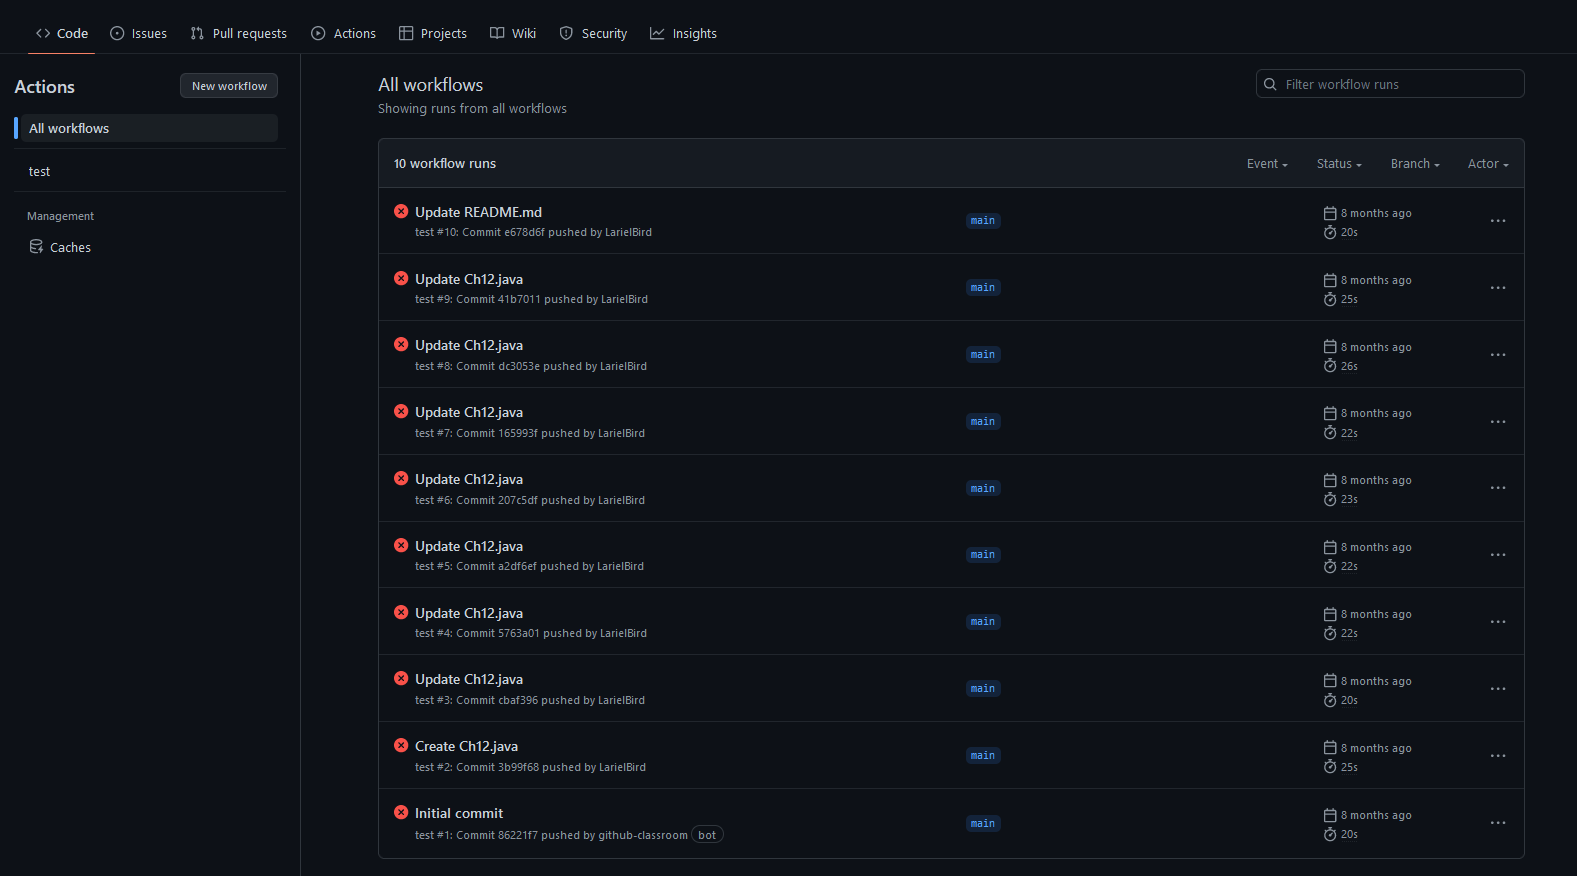 Code Issues Pull requests Actions Projects Wiki Security Insights
Actions New workflow
All workflows
test
Management
Caches
All workflows
Showing runs from all workflows
Filter workflow runs
10 workflow runs Event Status Branch Actor
Update README.md
test #10: Commit e678d6f pushed by LarielBird
main
8 months ago
20s
Update Ch12.java
test #9: Commit 41b7011 pushed by LarielBird
main
8 months ago
25s
Update Ch12.java
test #8: Commit dc3053e pushed by LarielBird
main
8 months ago
26s
Update Ch12.java
test #7: Commit 165993f pushed by LarielBird
main
8 months ago
22s
Update Ch12.java
test #6: Commit 207c5df pushed by LarielBird
main
8 months ago
23s
Update Ch12.java
test #5: Commit a2df6ef pushed by LarielBird
main
8 months ago
22s
Update Ch12.java
test #4: Commit 5763a01 pushed by LarielBird
main
8 months ago
22s
Update Ch12.java
test #3: Commit cbaf396 pushed by LarielBird
main
8 months ago
20s
Create Ch12.java
test #2: Commit 3b99f68 pushed by LarielBird
main
8 months ago
25s
Initial commit
test #1: Commit 86221f7 pushed by github-classroom bot
main
8 months ago
20s